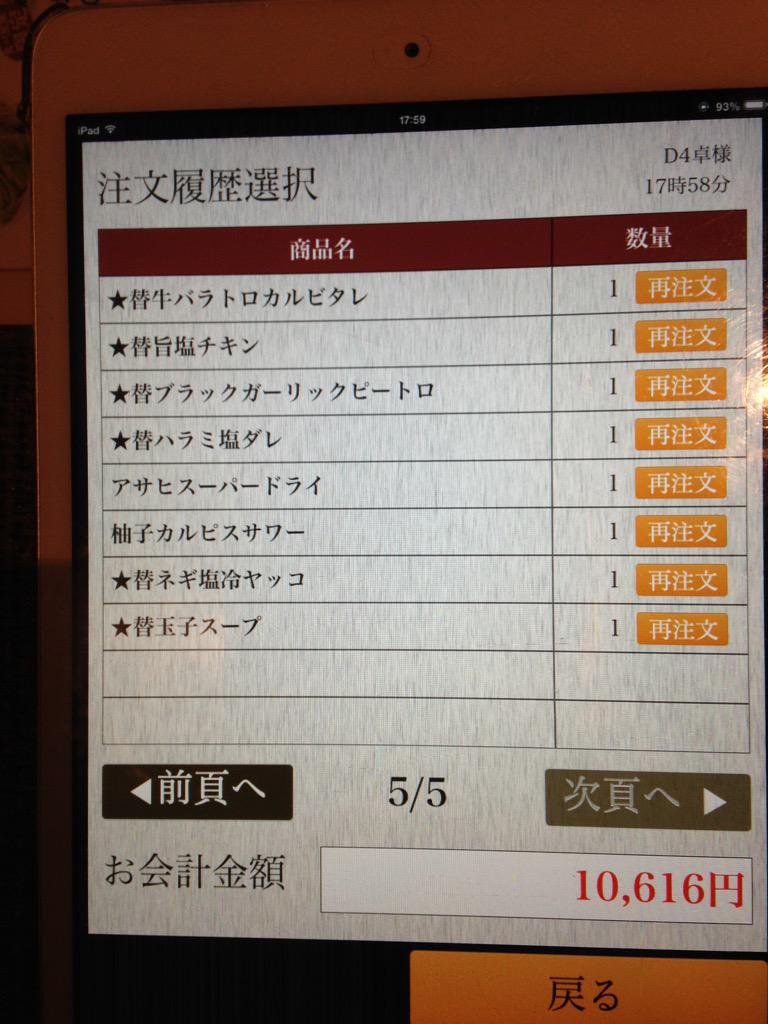 iPad 17:59 93%
D4卓様
注文履歴選択
17時58分
商品名 数量
★替牛バラトロカルビタレ 1 再注文
★替旨塩チキン 1 再注文
★替ブラックガーリックピートロ 1 再注文
★替ハラミ塩ダレ 1 再注文
アサヒスーパードライ 1 再注文
柚子カルピスサワー 1 再注文
★替ネギ塩冷ヤッコ 1 再注文
★替玉子スープ 1 再注文
◀前頁へ 5/5 次頁へ ▶
お会計金額 10,616円
戻る